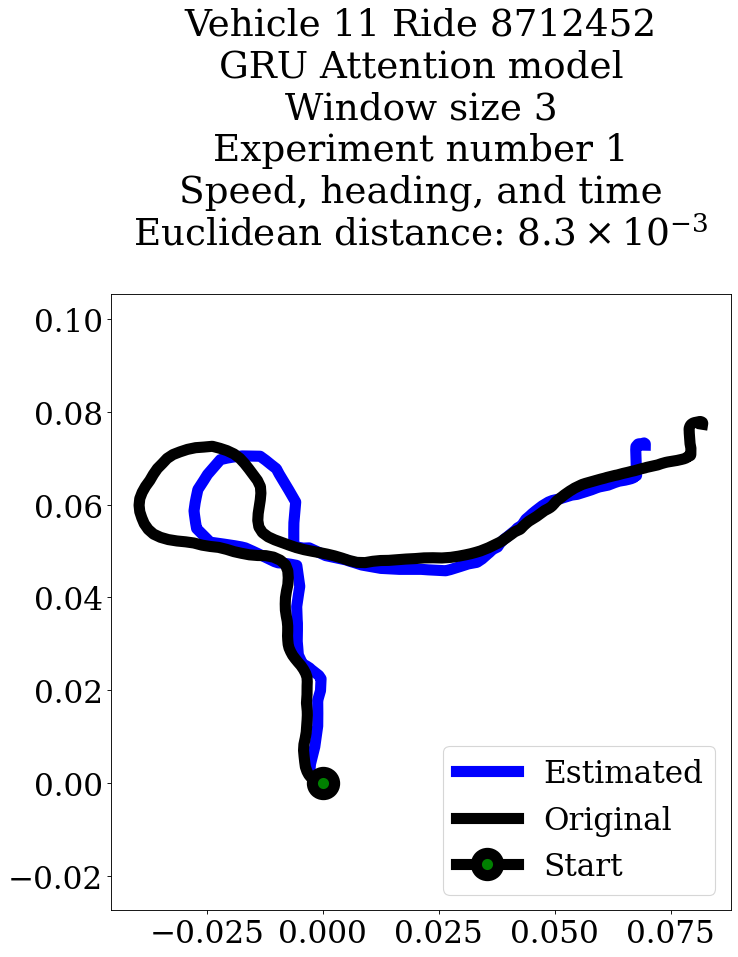 Vehicle 11 Ride 8712452
GRU Attention model
Window size 3
Experiment number 1
Speed, heading, and time
Euclidean distance: 8.3 × 10⁻³
0.10
0.08
0.06
0.04
0.02
0.00
−0.02
−0.025 0.000 0.025 0.050 0.075
Estimated
Original
Start